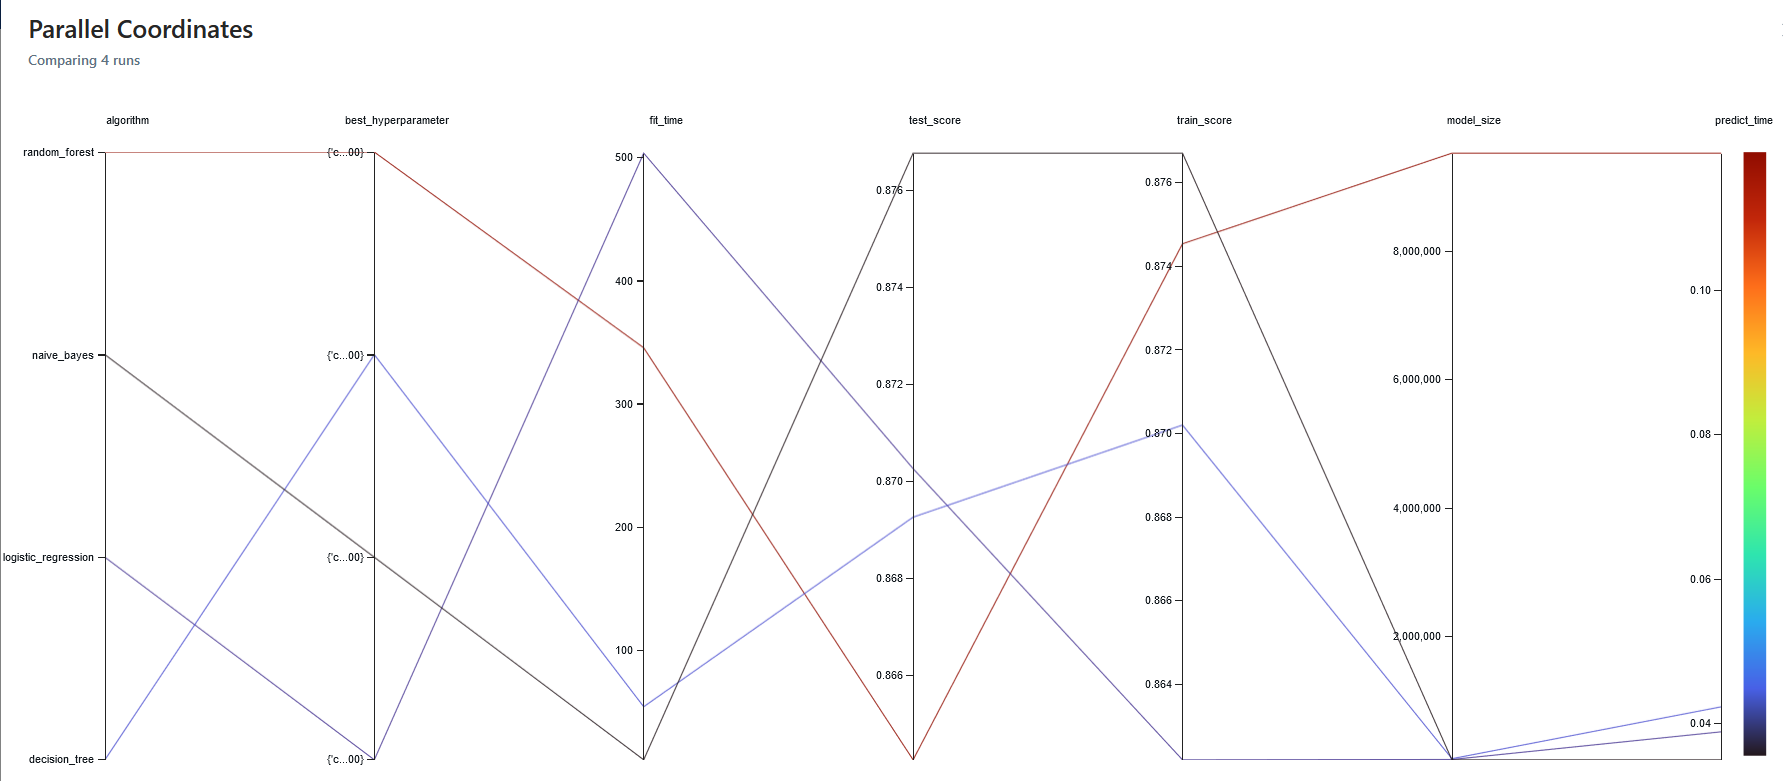 Parallel Coordinates
Comparing 4 runs
algorithm
best_hyperparameter
fit_time
test_score
train_score
model_size
predict_time
random_forest
naive_bayes
logistic_regression
decision_tree
{'c...00}
{'c...00}
{'c...00}
{'c...00}
500
400
300
200
100
0.876
0.874
0.872
0.870
0.868
0.866
0.876
0.874
0.872
0.870
0.868
0.866
0.864
8,000,000
6,000,000
4,000,000
2,000,000
0.10
0.08
0.06
0.04